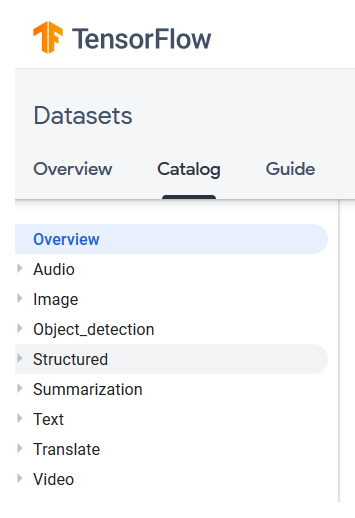 TensorFlow
Datasets
Overview Catalog Guide
Overview
Audio
Image
Object_detection
Structured
Summarization
Text
Translate
Video